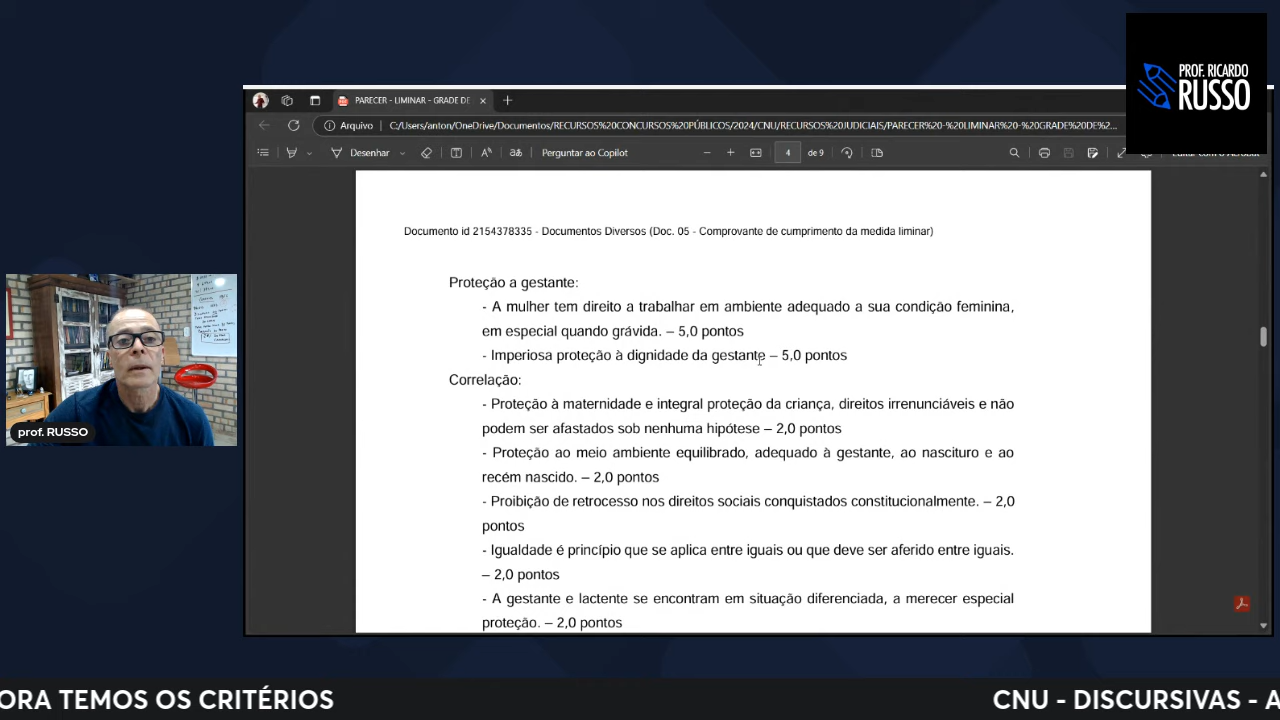 PROF. RICARDO
RUSSO
PARECER - LIMINAR - GRADE DE
Arquivo
C:/Users/anton/OneDrive/Documentos/RECURSOS%20CONCURSOS%20PÚBLICOS/2024/CNU/RECURSOS%20JUDICIAIS/PARECER%20-%20LIMINAR%20-%20GRADE%20DE%2...
Desenhar
Perguntar ao Copilot
4
de 9
Editar com o Acrobat
Documento id 2154378335 - Documentos Diversos (Doc. 05 - Comprovante de cumprimento da medida liminar)
Proteção a gestante:
- A mulher tem direito a trabalhar em ambiente adequado a sua condição feminina,
em especial quando grávida. – 5,0 pontos
- Imperiosa proteção à dignidade da gestante – 5,0 pontos
Correlação:
- Proteção à maternidade e integral proteção da criança, direitos irrenunciáveis e não
podem ser afastados sob nenhuma hipótese – 2,0 pontos
- Proteção ao meio ambiente equilibrado, adequado à gestante, ao nascituro e ao
recém nascido. – 2,0 pontos
- Proibição de retrocesso nos direitos sociais conquistados constitucionalmente. – 2,0
pontos
- Igualdade é princípio que se aplica entre iguais ou que deve ser aferido entre iguais.
– 2,0 pontos
- A gestante e lactente se encontram em situação diferenciada, a merecer especial
proteção. – 2,0 pontos
prof. RUSSO
ORA TEMOS OS CRITÉRIOS
CNU - DISCURSIVAS - A